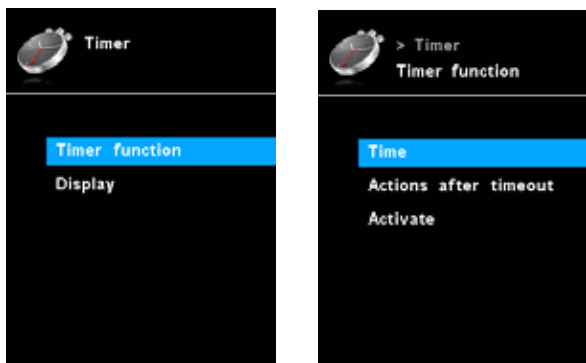 Timer
Timer function
Display
> Timer
Timer function
Time
Actions after timeout
Activate